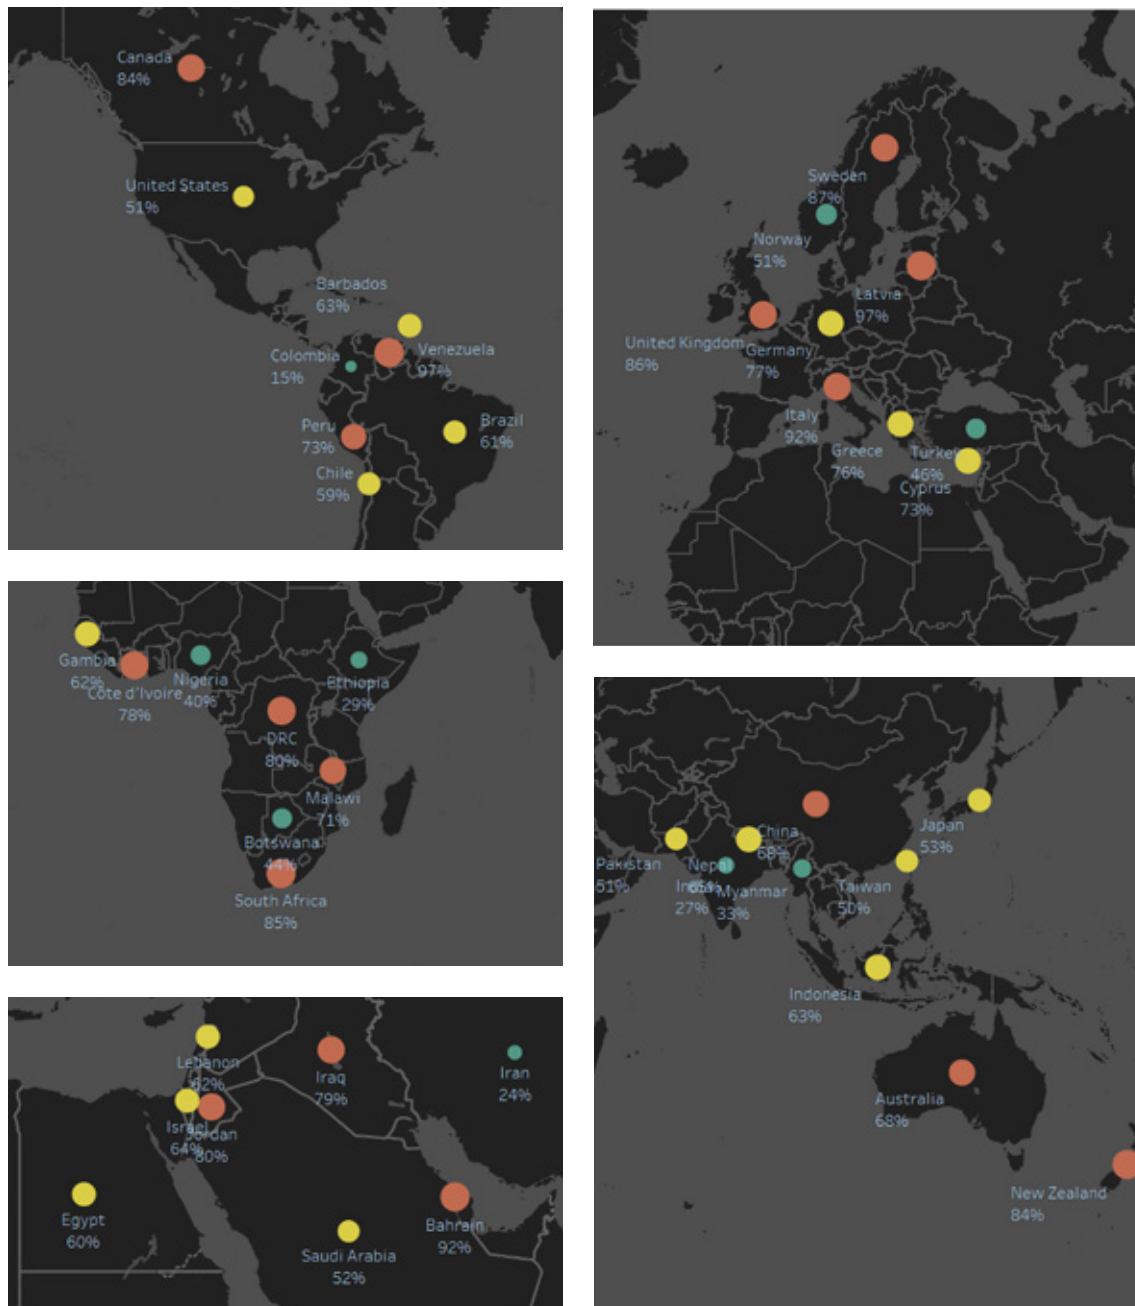 Canada
84%
United States
51%
Barbados
63%
Colombia
15%
Venezuela
97%
Peru
73%
Brazil
61%
Chile
59%
Sweden
87%
Norway
51%
Latvia
97%
United Kingdom
86%
Germany
77%
Italy
92%
Greece
76%
Turkey
46%
Cyprus
73%
Gambia
62%
Côte d'Ivoire
78%
Nigeria
40%
Ethiopia
29%
DRC
80%
Malawi
71%
Botswana
44%
South Africa
85%
China
68%
Japan
53%
Pakistan
51%
Nepal
65%
India
27%
Myanmar
33%
Taiwan
50%
Indonesia
63%
Australia
68%
New Zealand
84%
Lebanon
62%
Iraq
79%
Iran
24%
Israel
64%
Jordan
80%
Egypt
60%
Saudi Arabia
52%
Bahrain
92%